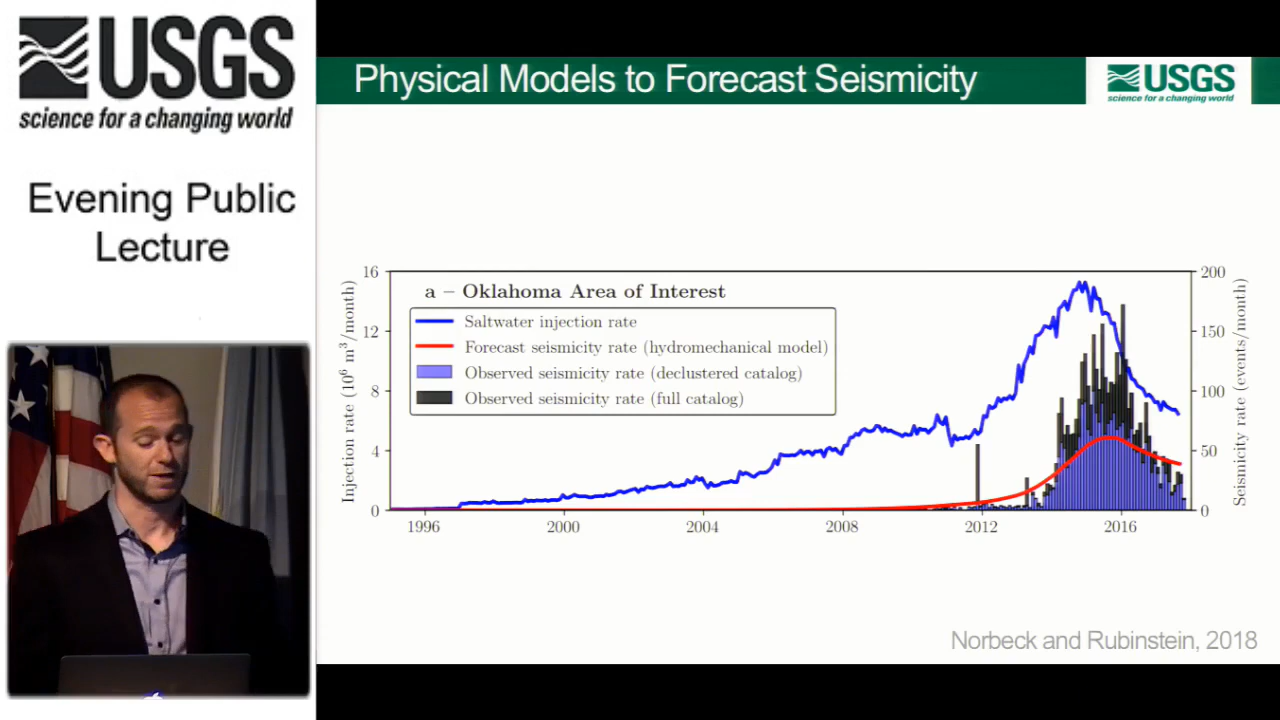 USGS
science for a changing world
Evening Public
Lecture
Physical Models to Forecast Seismicity
USGS
science for a changing world
a – Oklahoma Area of Interest
Saltwater injection rate
Forecast seismicity rate (hydromechanical model)
Observed seismicity rate (declustered catalog)
Observed seismicity rate (full catalog)
Injection rate (10⁶ m³/month)
16
12
8
4
0
200
150
100
50
0
Seismicity rate (events/month)
1996 2000 2004 2008 2012 2016
Norbeck and Rubinstein, 2018